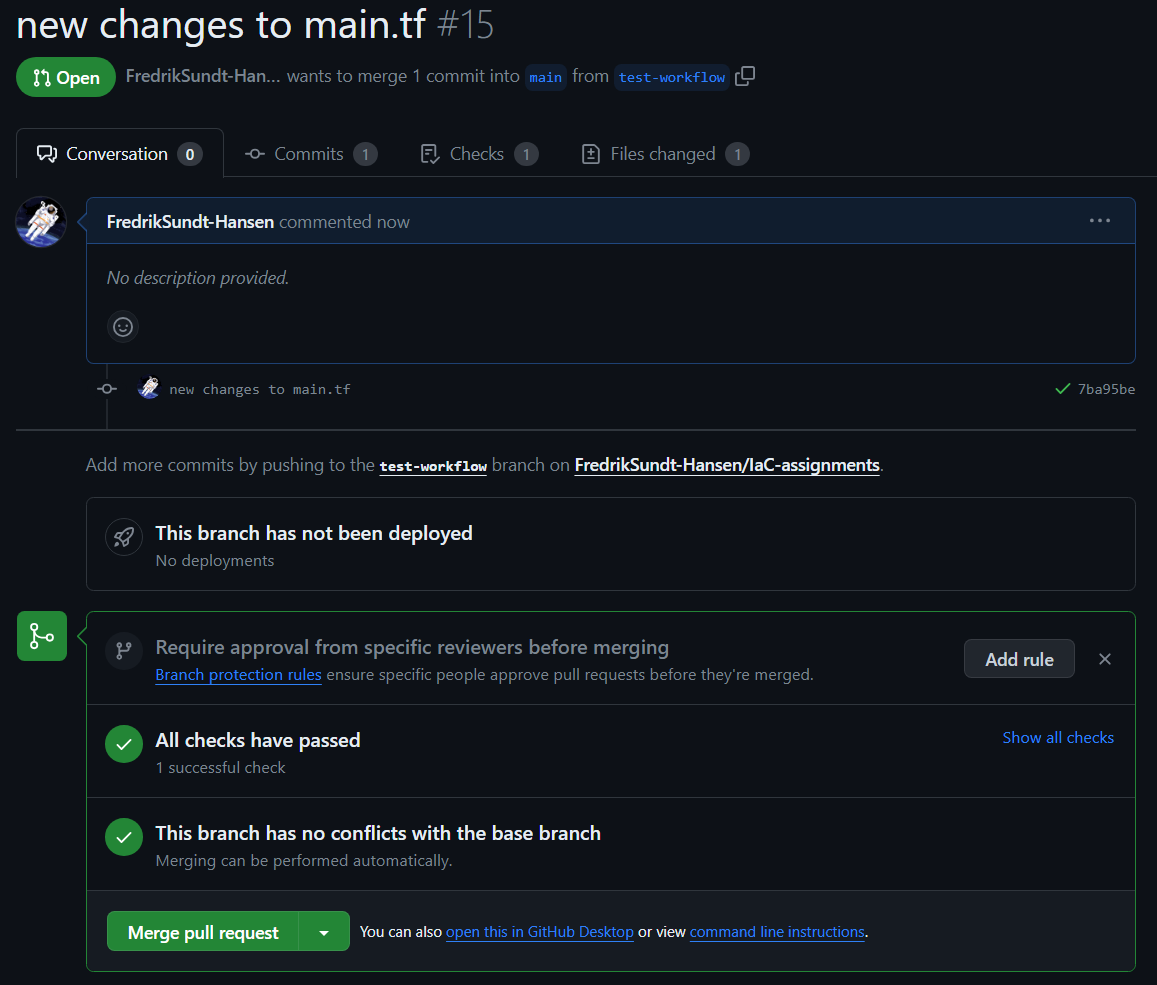 new changes to main.tf #15
Open FredrikSundt-Han... wants to merge 1 commit into main from test-workflow
Conversation 0 Commits 1 Checks 1 Files changed 1
FredrikSundt-Hansen commented now
No description provided.
new changes to main.tf 7ba95be
Add more commits by pushing to the test-workflow branch on FredrikSundt-Hansen/IaC-assignments.
This branch has not been deployed
No deployments
Require approval from specific reviewers before merging
Add rule
Branch protection rules ensure specific people approve pull requests before they're merged.
All checks have passed
Show all checks
1 successful check
This branch has no conflicts with the base branch
Merging can be performed automatically.
Merge pull request You can also open this in GitHub Desktop or view command line instructions.